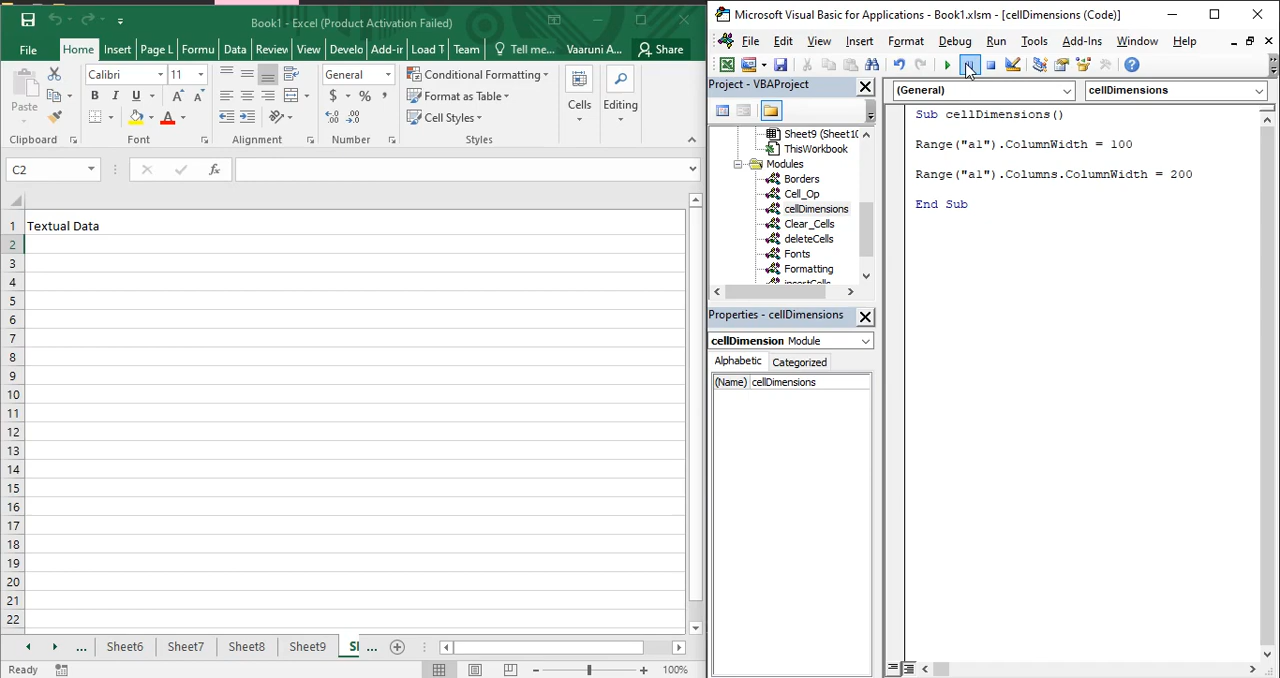 Book1 - Excel (Product Activation Failed)
File Home Insert Page L Formu Data Review View Develo Add-ir Load T Team Tell me... Vaaruni A... Share
Paste
Clipboard
Calibri 11
B I U
A A
A
Font
Alignment
General
$ % ,
Number
Conditional Formatting
Format as Table
Cell Styles
Styles
Cells
Editing
C2
fx
1 Textual Data
2
3
4
5
6
7
8
9
10
11
12
13
14
15
16
17
18
19
20
21
22
... Sheet6 Sheet7 Sheet8 Sheet9 Sl ...
Ready
100%
Microsoft Visual Basic for Applications - Book1.xlsm - [cellDimensions (Code)]
File Edit View Insert Format Debug Run Tools Add-Ins Window Help
Project - VBAProject
Sheet9 (Sheet10
ThisWorkbook
Modules
Borders
Cell_Op
cellDimensions
Clear_Cells
deleteCells
Fonts
Formatting
insertCells
Properties - cellDimensions
cellDimension Module
Alphabetic Categorized
(Name) cellDimensions
(General) cellDimensions
Sub cellDimensions()
Range("a1").ColumnWidth = 100
Range("a1").Columns.ColumnWidth = 200
End Sub